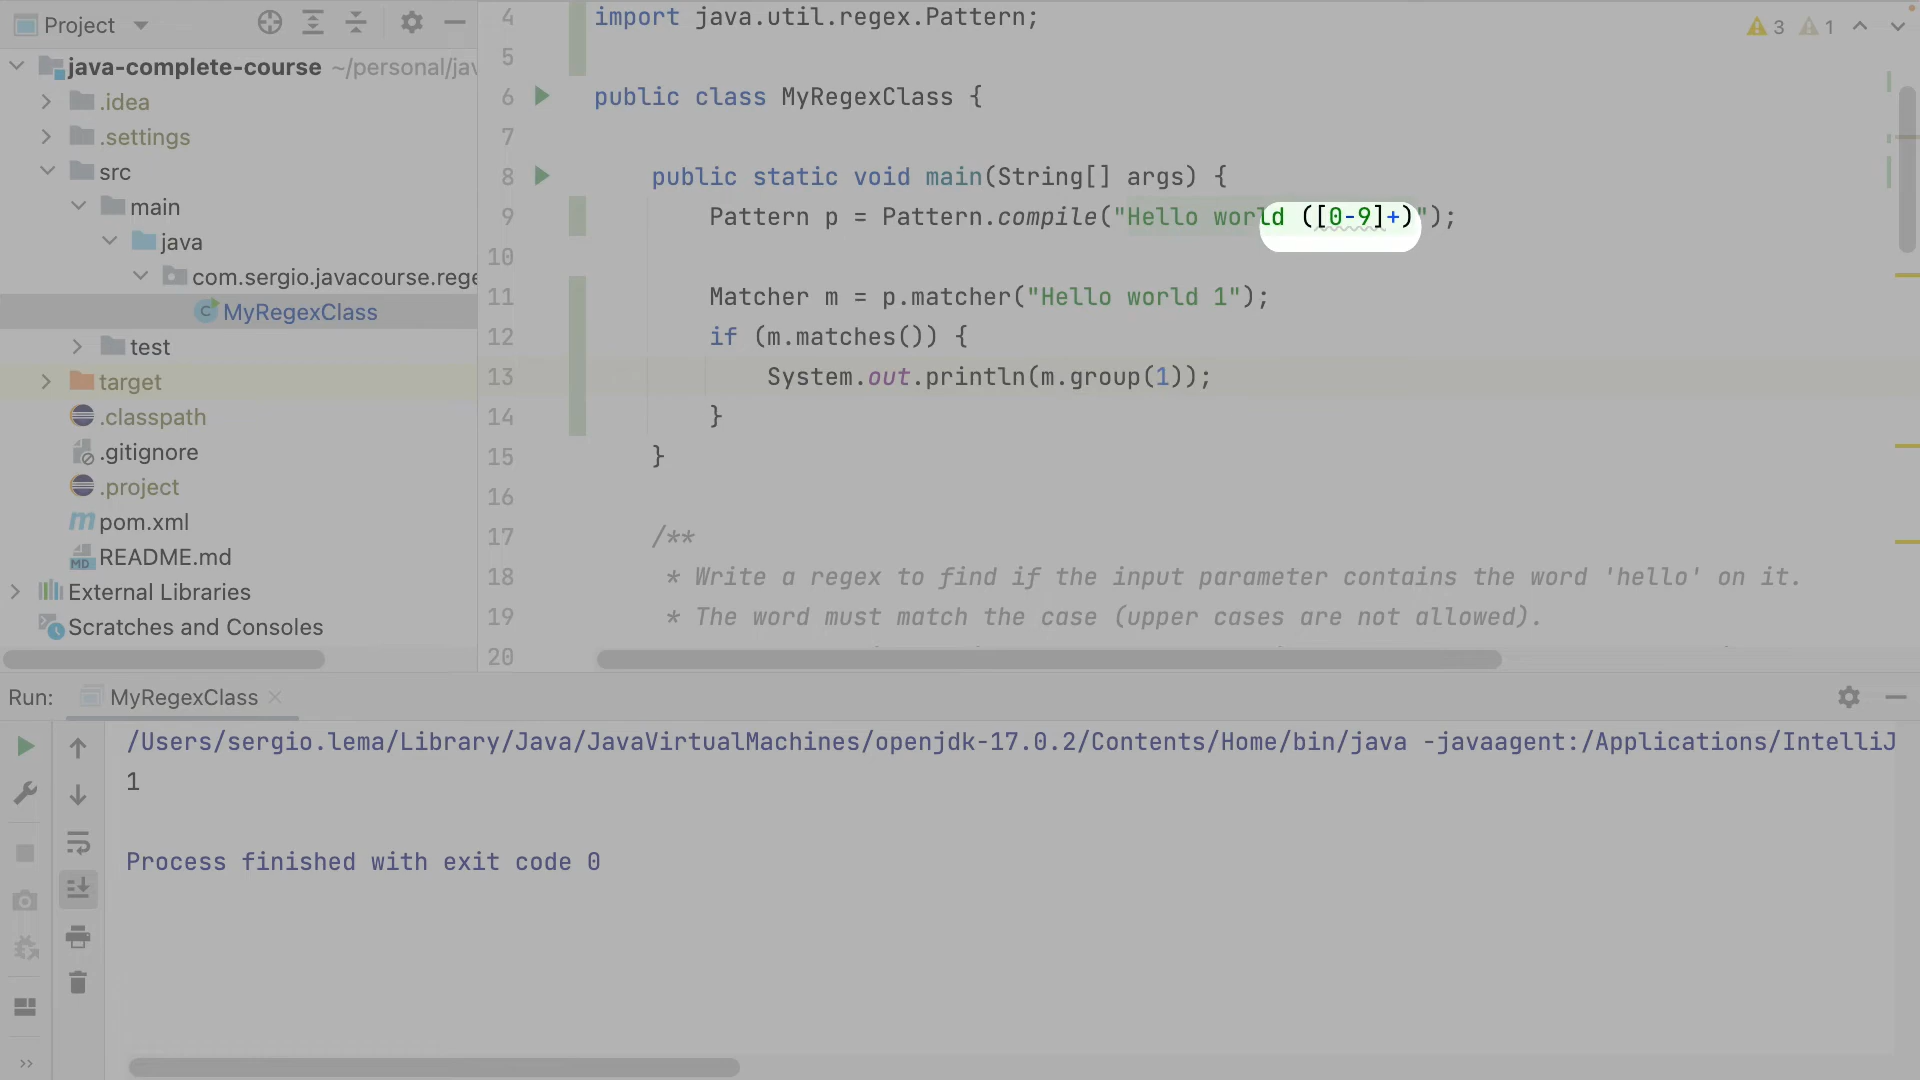 Project
java-complete-course ~/personal/jav
.idea
.settings
src
main
java
com.sergio.javacourse.rege
MyRegexClass
test
target
.classpath
.gitignore
.project
pom.xml
README.md
External Libraries
Scratches and Consoles
3 1
4 import java.util.regex.Pattern;
5
6 public class MyRegexClass {
7
8 public static void main(String[] args) {
9 Pattern p = Pattern.compile("Hello world ([0-9]+)");
10
11 Matcher m = p.matcher("Hello world 1");
12 if (m.matches()) {
13 System.out.println(m.group(1));
14 }
15 }
16
17 /**
18 * Write a regex to find if the input parameter contains the word 'hello' on it.
19 * The word must match the case (upper cases are not allowed).
20
Run: MyRegexClass
/Users/sergio.lema/Library/Java/JavaVirtualMachines/openjdk-17.0.2/Contents/Home/bin/java -javaagent:/Applications/IntelliJ
1
Process finished with exit code 0